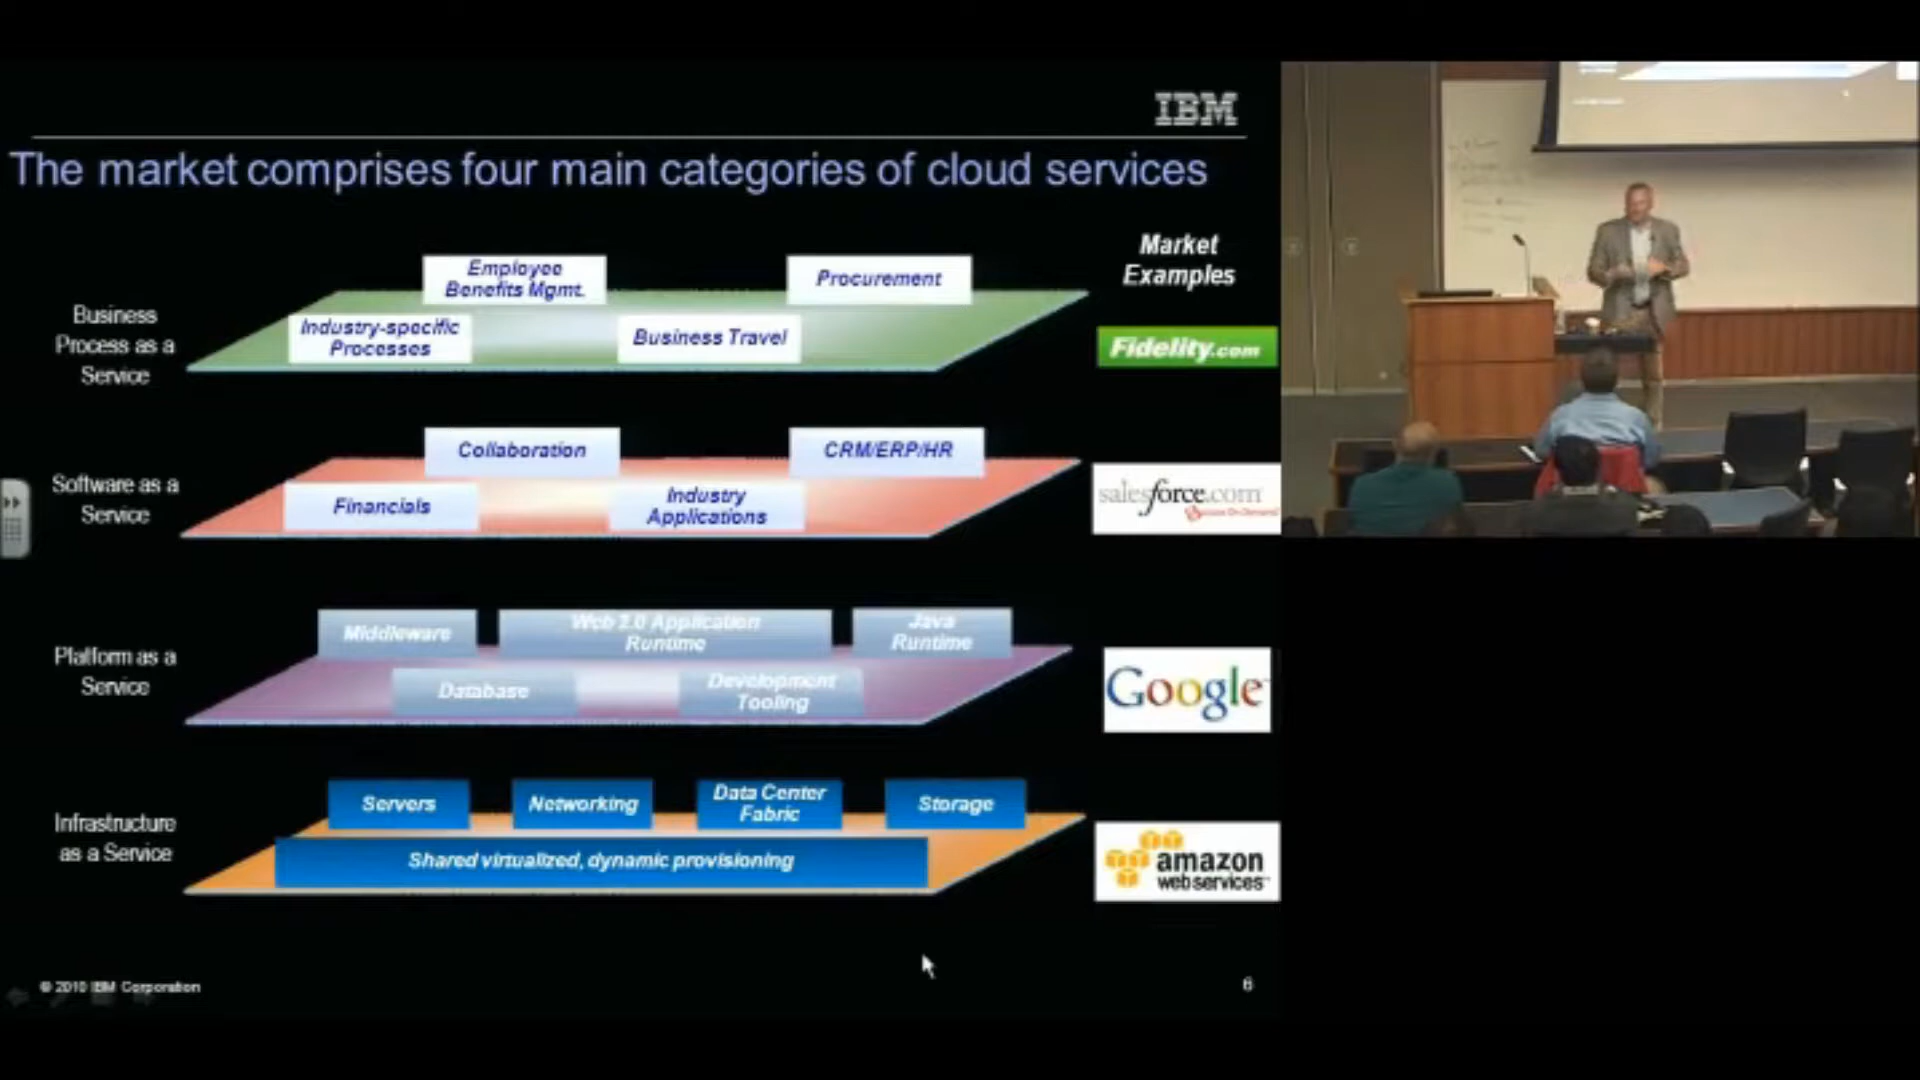 IBM
The market comprises four main categories of cloud services
Market
Examples
Business
Process as a
Service
Employee
Benefits Mgmt.
Procurement
Industry-specific
Processes
Business Travel
Fidelity.com
Software as a
Service
Collaboration
CRM/ERP/HR
Financials
Industry
Applications
salesforce.com
Platform as a
Service
Middleware
Web 2.0 Application
Runtime
Java
Runtime
Database
Development
Tooling
Google
Infrastructure
as a Service
Servers
Networking
Data Center
Fabric
Storage
Shared virtualized, dynamic provisioning
amazon
webservices
© 2010 IBM Corporation
6